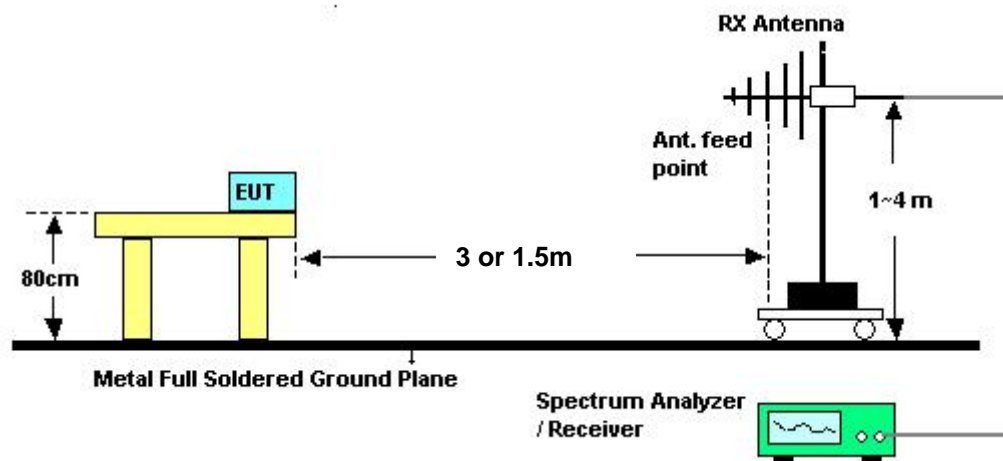 RX Antenna
Ant. feed
point
EUT
1~4 m
3 or 1.5m
80cm
Metal Full Soldered Ground Plane
Spectrum Analyzer
/ Receiver